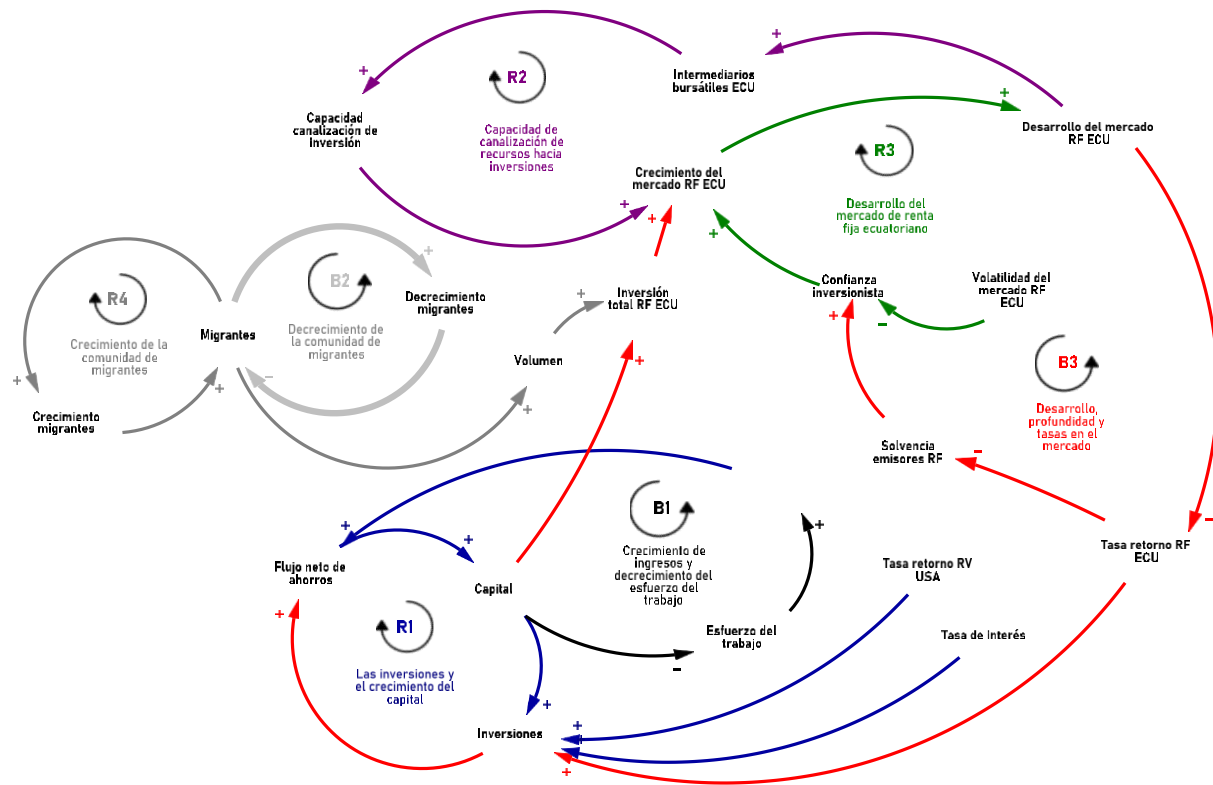 R2
Intermediarios
bursátiles ECU
Capacidad
canalización de
Inversión
Capacidad de
canalización de
recursos hacia
inversiones
Desarrollo del mercado
RF ECU
R3
Crecimiento del
mercado RF ECU
Desarrollo del
mercado de renta
fija ecuatoriano
R4
B2
Decrecimiento
migrantes
Inversión
total RF ECU
Confianza
inversionista
Volatilidad del
mercado RF
ECU
Migrantes
Crecimiento de la
comunidad de
migrantes
Decrecimiento de
la comunidad de
migrantes
Volumen
B3
Crecimiento
migrantes
Desarrollo,
profundidad y
tasas en el
mercado
Solvencia
emisores RF
B1
Crecimiento de
ingresos y
decrecimiento del
esfuerzo del
trabajo
Tasa retorno RF
ECU
Flujo neto de
ahorros
Capital
Tasa retorno RV
USA
R1
Esfuerzo del
trabajo
Tasa de Interés
Las inversiones y
el crecimiento del
capital
Inversiones